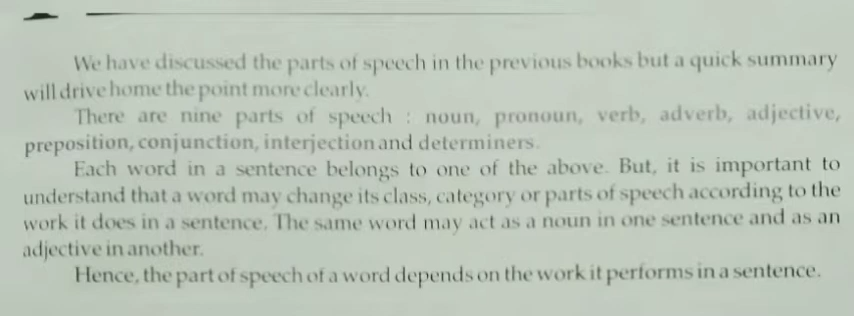 We have discussed the parts of speech in the previous books but a quick summary
will drive home the point more clearly.
There are nine parts of speech : noun, pronoun, verb, adverb, adjective,
preposition, conjunction, interjection and determiners.
Each word in a sentence belongs to one of the above. But, it is important to
understand that a word may change its class, category or parts of speech according to the
work it does in a sentence. The same word may act as a noun in one sentence and as an
adjective in another.
Hence, the part of speech of a word depends on the work it performs in a sentence.